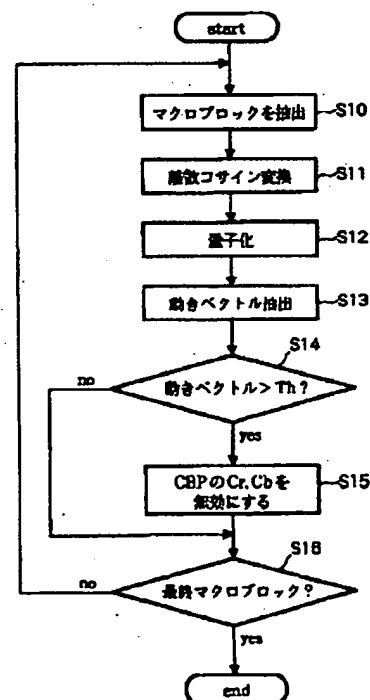 start
マクロブロックを抽出
S10
離散コサイン変換
S11
量子化
S12
動きベクトル抽出
S13
S14
動きベクトル>Th?
no
yes
CBPのCr.Cbを
無効にする
S15
S16
最終マクロブロック?
no
yes
end